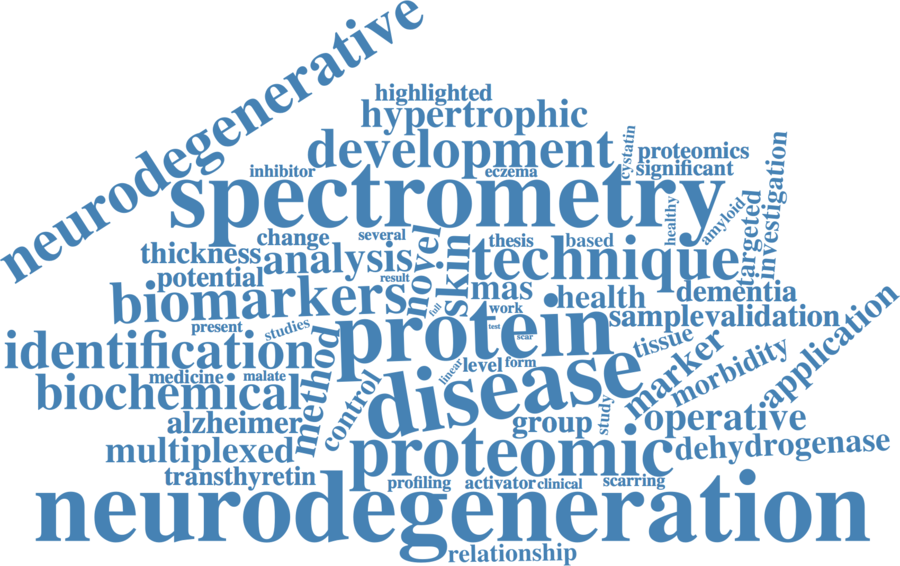 neurodegenerative
highlighted
hypertrophic
development
cystatin
proteomics
significant
investigation
inhibitor
eczema
spectrometry
healthy
amyloid
targeted
change
several
novel
skin
thesis
based
thickness
analysis
technique
potential
result
mas
health
dementia
biomarkers
full
work
samplevalidation
present
studies
protein
test
scar
tissue
application
identification
method
linear
level
form
marker
morbidity
medicine
malate
disease
biochemical
control
study
operative
alzheimer
group
multiplexed
proteomic
dehydrogenase
transthyretin
profiling
activator
clinical
scarring
neurodegeneration
relationship